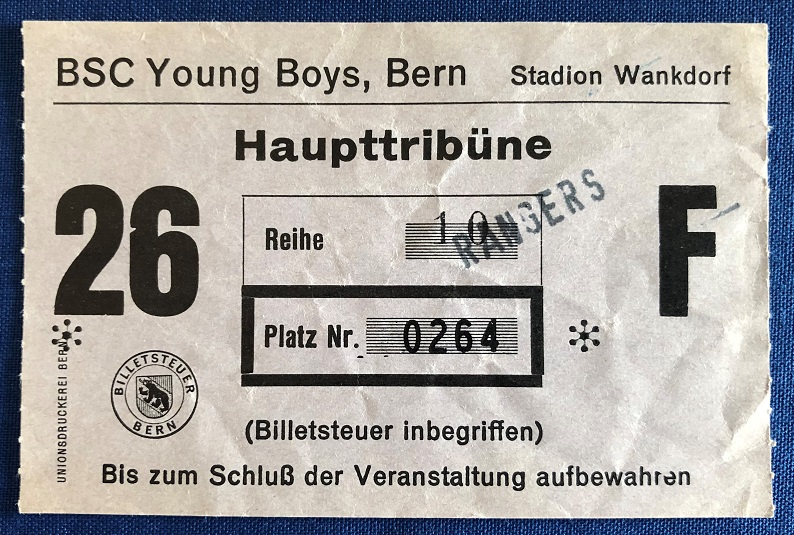 BSC Young Boys, Bern Stadion Wankdorf
Haupttribüne
26
Reihe 10
RANGERS
F
Platz Nr. 0264
BILLETSTEUER
BERN
UNIONSDRUCKEREI BERN
(Billetsteuer inbegriffen)
Bis zum Schluß der Veranstaltung aufbewahren